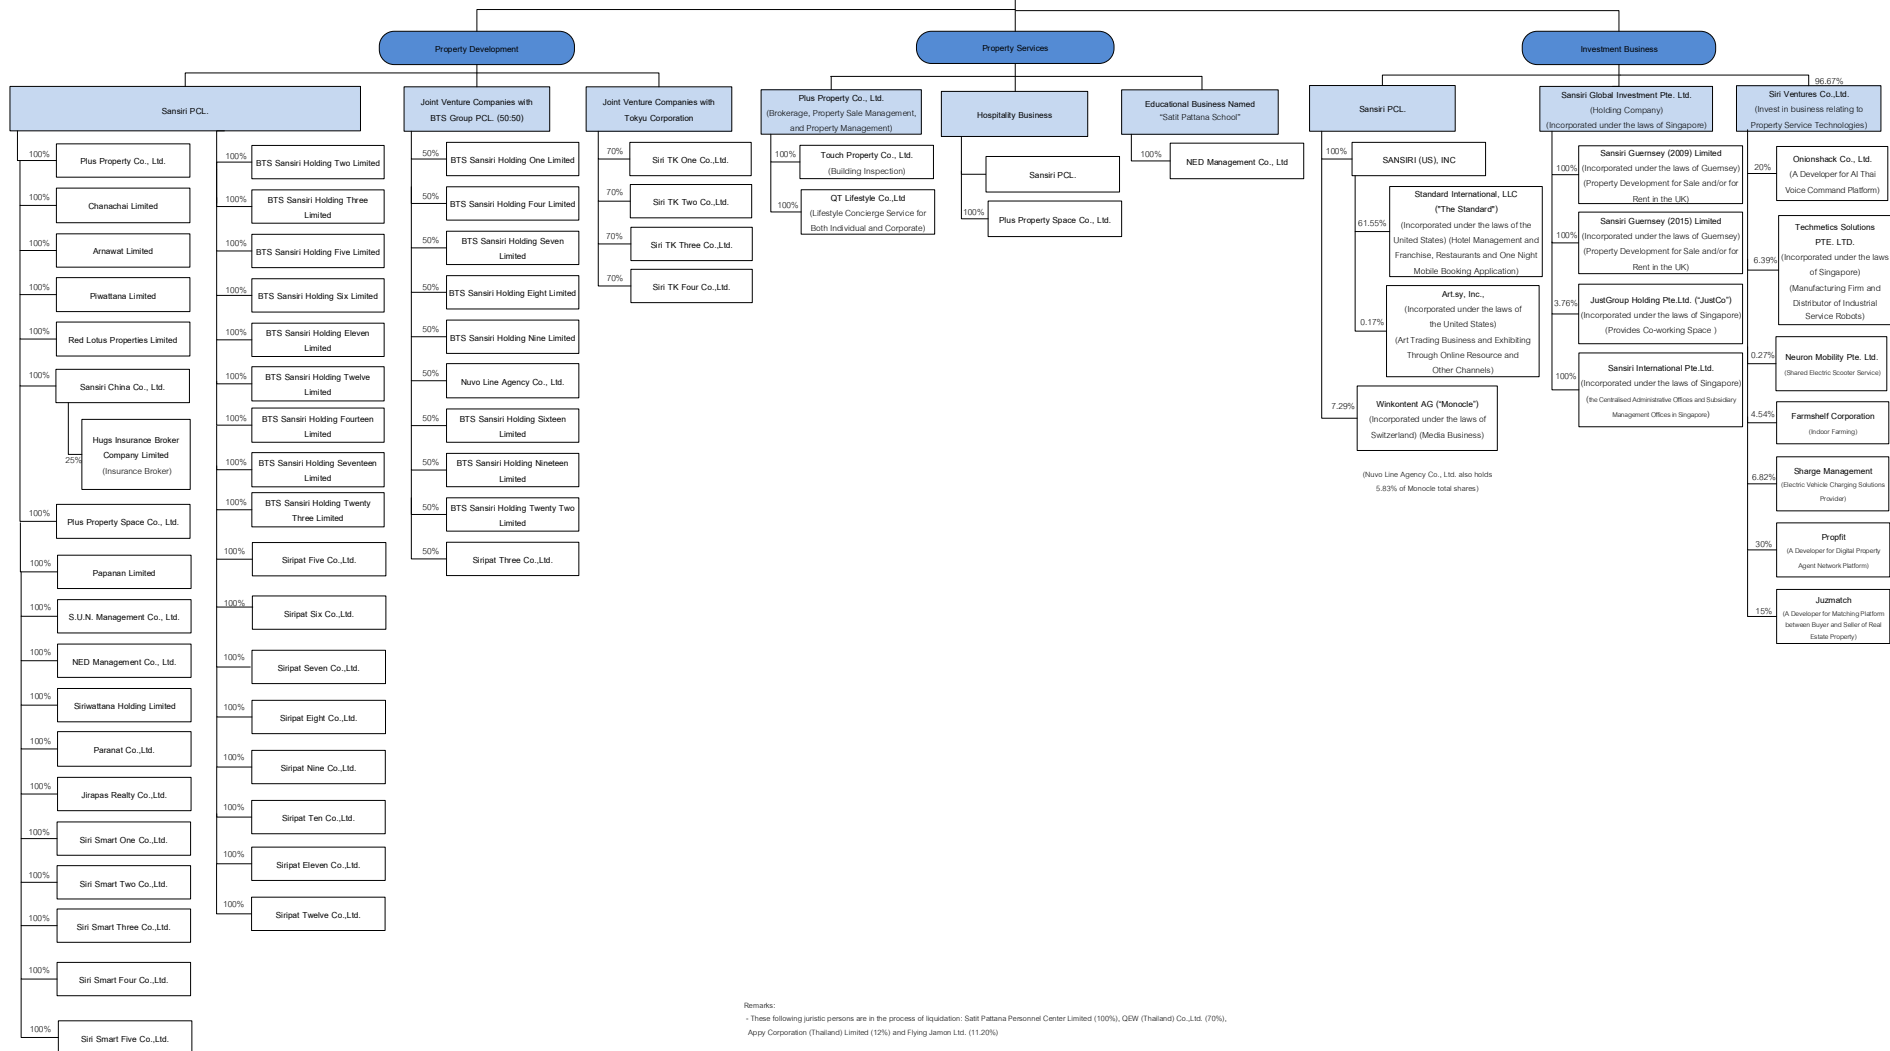 Property Development
Property Services
Investment Business
Sansiri PCL.
100%
Plus Property Co., Ltd.
100%
Chanachai Limited
100%
Arnawat Limited
100%
Piwattana Limited
100%
Red Lotus Properties Limited
100%
Sansiri China Co., Ltd.
25%
Hugs Insurance Broker
Company Limited
(Insurance Broker)
100%
Plus Property Space Co., Ltd.
100%
Papanan Limited
100%
S.U.N. Management Co., Ltd.
100%
NED Management Co., Ltd.
100%
Siriwattana Holding Limited
100%
Paranat Co.,Ltd.
100%
Jirapas Realty Co.,Ltd.
100%
Siri Smart One Co.,Ltd.
100%
Siri Smart Two Co.,Ltd.
100%
Siri Smart Three Co.,Ltd.
100%
Siri Smart Four Co.,Ltd.
100%
Siri Smart Five Co.,Ltd.
100%
BTS Sansiri Holding Two Limited
100%
BTS Sansiri Holding Three
Limited
100%
BTS Sansiri Holding Five Limited
100%
BTS Sansiri Holding Six Limited
100%
BTS Sansiri Holding Eleven
Limited
100%
BTS Sansiri Holding Twelve
Limited
100%
BTS Sansiri Holding Fourteen
Limited
100%
BTS Sansiri Holding Seventeen
Limited
100%
BTS Sansiri Holding Twenty
Three Limited
100%
Siripat Five Co.,Ltd.
100%
Siripat Six Co.,Ltd.
100%
Siripat Seven Co.,Ltd.
100%
Siripat Eight Co.,Ltd.
100%
Siripat Nine Co.,Ltd.
100%
Siripat Ten Co.,Ltd.
100%
Siripat Eleven Co.,Ltd.
100%
Siripat Twelve Co.,Ltd.
Joint Venture Companies with
BTS Group PCL. (50:50)
50%
BTS Sansiri Holding One Limited
50%
BTS Sansiri Holding Four Limited
50%
BTS Sansiri Holding Seven
Limited
50%
BTS Sansiri Holding Eight Limited
50%
BTS Sansiri Holding Nine Limited
50%
Nuvo Line Agency Co., Ltd.
50%
BTS Sansiri Holding Sixteen
Limited
50%
BTS Sansiri Holding Nineteen
Limited
50%
BTS Sansiri Holding Twenty Two
Limited
50%
Siripat Three Co.,Ltd.
Joint Venture Companies with
Tokyu Corporation
70%
Siri TK One Co.,Ltd.
70%
Siri TK Two Co.,Ltd.
70%
Siri TK Three Co.,Ltd.
70%
Siri TK Four Co.,Ltd.
Plus Property Co., Ltd.
(Brokerage, Property Sale Management,
and Property Management)
100%
Touch Property Co., Ltd.
(Building Inspection)
100%
QT Lifestyle Co.,Ltd
(Lifestyle Concierge Service for
Both Individual and Corporate)
Hospitality Business
Sansiri PCL.
100%
Plus Property Space Co., Ltd.
Educational Business Named
"Satit Pattana School"
100%
NED Management Co., Ltd
Sansiri PCL.
100%
SANSIRI (US), INC
61.55%
Standard International, LLC
("The Standard")
(Incorporated under the laws of the
United States) (Hotel Management and
Franchise, Restaurants and One Night
Mobile Booking Application)
0.17%
Art.sy, Inc.,
(Incorporated under the laws of
the United States)
(Art Trading Business and Exhibiting
Through Online Resource and
Other Channels)
7.29%
Winkontent AG ("Monocle")
(Incorporated under the laws of
Switzerland) (Media Business)
(Nuvo Line Agency Co., Ltd. also holds
5.83% of Monocle total shares)
Sansiri Global Investment Pte. Ltd.
(Holding Company)
(Incorporated under the laws of Singapore)
100%
Sansiri Guernsey (2009) Limited
(Incorporated under the laws of Guernsey)
(Property Development for Sale and/or for
Rent in the UK)
100%
Sansiri Guernsey (2015) Limited
(Incorporated under the laws of Guernsey)
(Property Development for Sale and/or for
Rent in the UK)
3.76%
JustGroup Holding Pte.Ltd. ("JustCo")
(Incorporated under the laws of Singapore)
(Provides Co-working Space )
100%
Sansiri International Pte.Ltd.
(Incorporated under the laws of Singapore)
(the Centralised Administrative Offices and Subsidiary
Management Offices in Singapore)
96.67%
Siri Ventures Co.,Ltd.
(Invest in business relating to
Property Service Technologies)
20%
Onionshack Co., Ltd.
(A Developer for AI Thai
Voice Command Platform)
6.39%
Techmetics Solutions
PTE. LTD.
(Incorporated under the laws
of Singapore)
(Manufacturing Firm and
Distributor of Industrial
Service Robots)
0.27%
Neuron Mobility Pte. Ltd.
(Shared Electric Scooter Service)
4.54%
Farmshelf Corporation
(Indoor Farming)
6.82%
Sharge Management
(Electric Vehicle Charging Solutions
Provider)
30%
Propfit
(A Developer for Digital Property
Agent Network Platform)
15%
Juzmatch
(A Developer for Matching Platform
between Buyer and Seller of Real
Estate Property)
Remarks:
- These following juristic persons are in the process of liquidation: Satit Pattana Personnel Center Limited (100%), QEW (Thailand) Co.,Ltd. (70%),
Appy Corporation (Thailand) Limited (12%) and Flying Jamon Ltd. (11.20%)